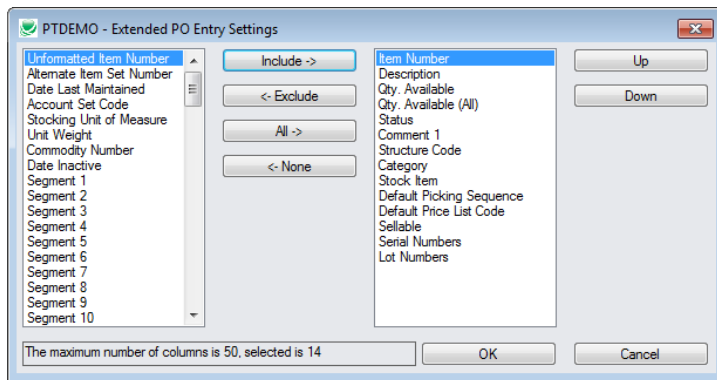 PTDEMO - Extended PO Entry Settings
Unformatted Item Number
Alternate Item Set Number
Date Last Maintained
Account Set Code
Stocking Unit of Measure
Unit Weight
Commodity Number
Date Inactive
Segment 1
Segment 2
Segment 3
Segment 4
Segment 5
Segment 6
Segment 7
Segment 8
Segment 9
Segment 10
Include ->
<- Exclude
All ->
<- None
Item Number
Description
Qty. Available
Qty. Available (All)
Status
Comment 1
Structure Code
Category
Stock Item
Default Picking Sequence
Default Price List Code
Sellable
Serial Numbers
Lot Numbers
Up
Down
The maximum number of columns is 50, selected is 14
OK
Cancel